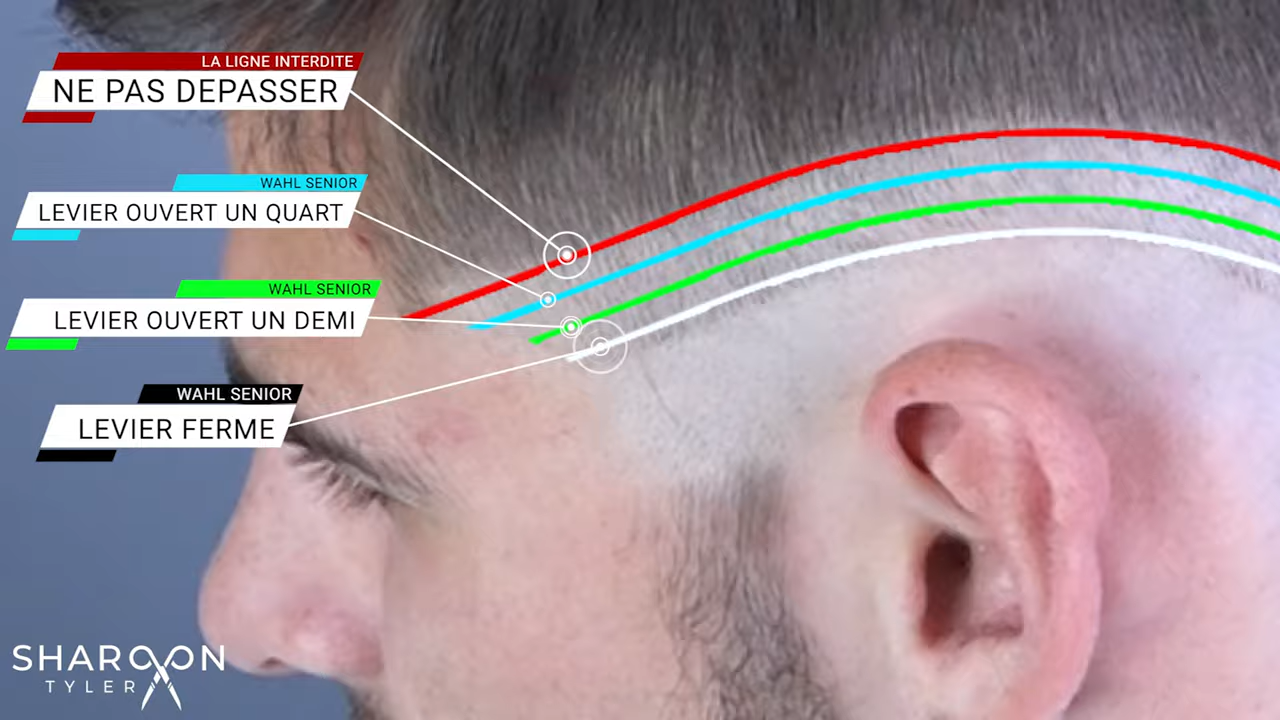 LA LIGNE INTERDITE
NE PAS DEPASSER
WAHL SENIOR
LEVIER OUVERT UN QUART
WAHL SENIOR
LEVIER OUVERT UN DEMI
WAHL SENIOR
LEVIER FERME
SHAROON
TYLER